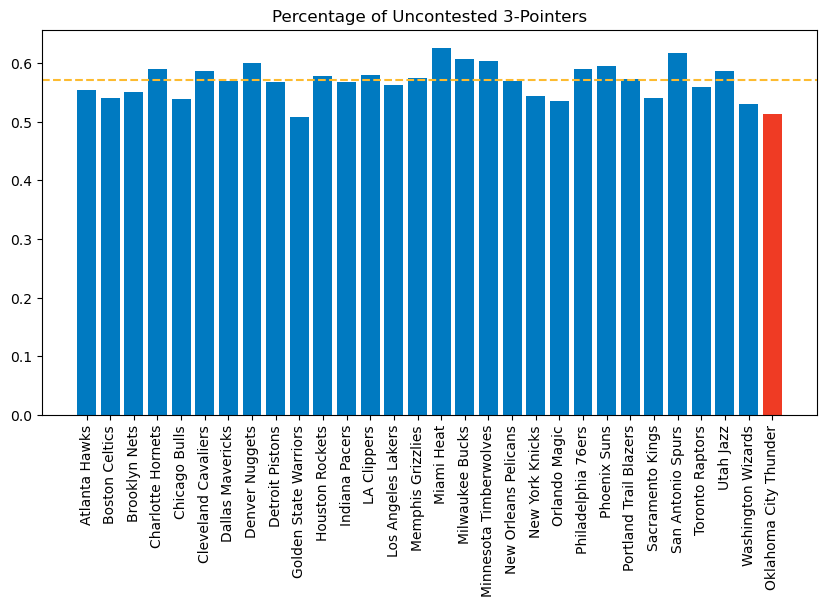 Percentage of Uncontested 3-Pointers
0.6
0.5
0.4
0.3
0.2
0.1
0.0
Atlanta Hawks
Boston Celtics
Brooklyn Nets
Charlotte Hornets
Chicago Bulls
Cleveland Cavaliers
Dallas Mavericks
Denver Nuggets
Detroit Pistons
Golden State Warriors
Houston Rockets
Indiana Pacers
LA Clippers
Los Angeles Lakers
Memphis Grizzlies
Miami Heat
Milwaukee Bucks
Minnesota Timberwolves
New Orleans Pelicans
New York Knicks
Orlando Magic
Philadelphia 76ers
Phoenix Suns
Portland Trail Blazers
Sacramento Kings
San Antonio Spurs
Toronto Raptors
Utah Jazz
Washington Wizards
Oklahoma City Thunder